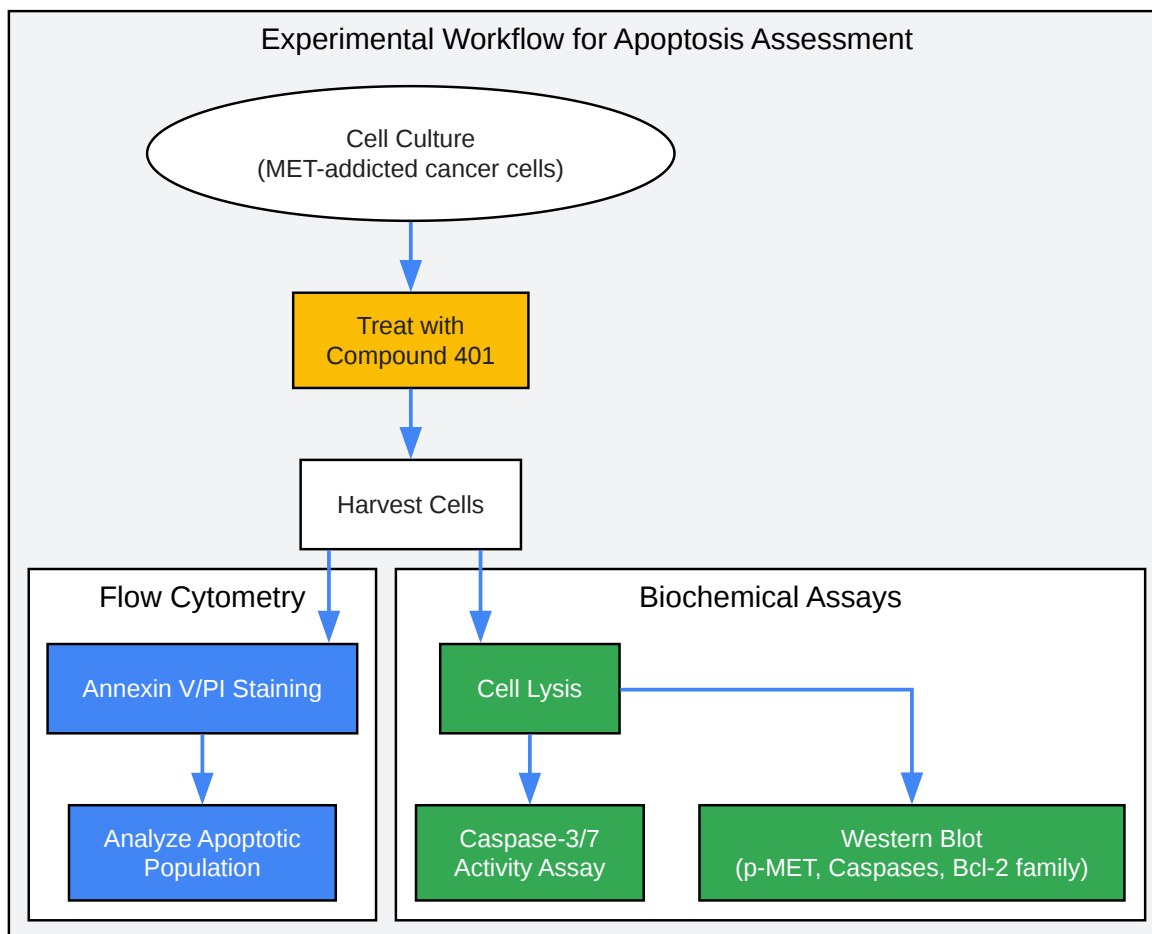 Experimental Workflow for Apoptosis Assessment
Cell Culture
(MET-addicted cancer cells)
Treat with
Compound 401
Harvest Cells
Flow Cytometry
Annexin V/PI Staining
Analyze Apoptotic
Population
Biochemical Assays
Cell Lysis
Caspase-3/7
Activity Assay
Western Blot
(p-MET, Caspases, Bcl-2 family)